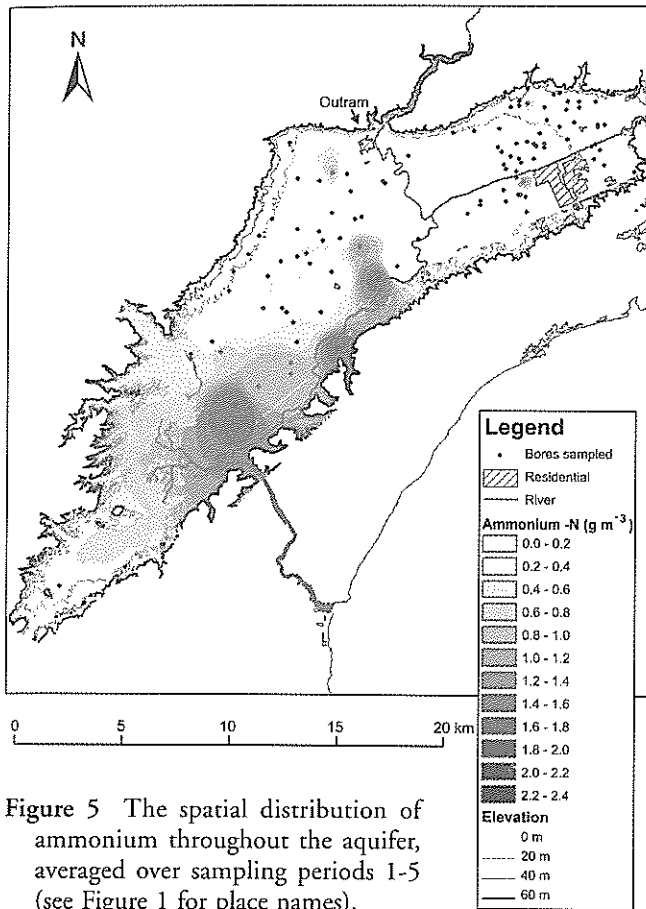 N
Outram
Legend
Bores sampled
Residential
River
Ammonium -N (g m⁻³)
0.0 - 0.2
0.2 - 0.4
0.4 - 0.6
0.6 - 0.8
0.8 - 1.0
1.0 - 1.2
1.2 - 1.4
1.4 - 1.6
1.6 - 1.8
1.8 - 2.0
2.0 - 2.2
2.2 - 2.4
Elevation
0 m
20 m
40 m
60 m
0 5 10 15 20 km
Figure 5 The spatial distribution of
ammonium throughout the aquifer,
averaged over sampling periods 1-5
(see Figure 1 for place names).